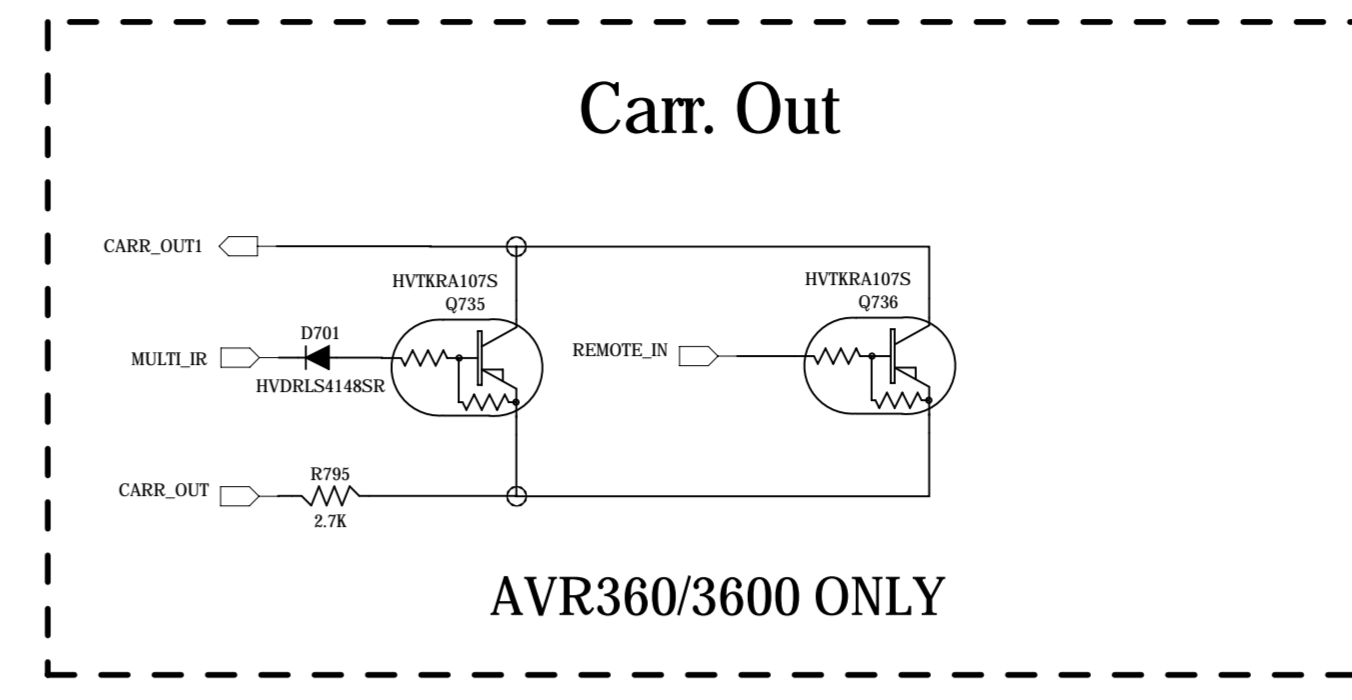 Carr. Out
CARR_OUT1
HVTKRA107S
Q735
HVTKRA107S
Q736
D701
MULTI_IR
HVDRLS4148SR
REMOTE_IN
CARR_OUT
R795
2.7K
AVR360/3600 ONLY